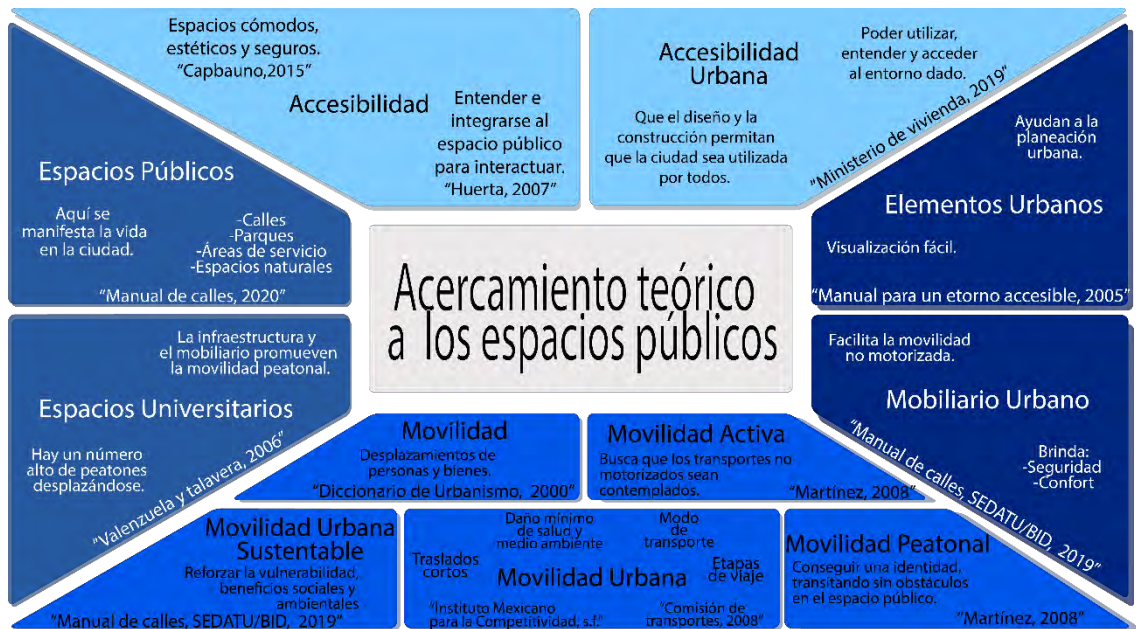 Espacios cómodos,
estéticos y seguros.
“Capbauno,2015”
Accesibilidad
Entender e
integrarse al
espacio público
para interactuar.
“Huerta, 2007”
Accesibilidad
Urbana
Poder utilizar,
entender y acceder
al entorno dado.
Que el diseño y la
construcción permitan
que la ciudad sea utilizada
por todos.
“Ministerio de vivienda, 2019”
Espacios Públicos
Aquí se
manifesta la vida
en la ciudad.
-Calles
-Parques
-Áreas de servicio
-Espacios naturales
“Manual de calles, 2020”
Ayudan a la
planeación
urbana.
Elementos Urbanos
Visualización fácil.
“Manual para un etorno accesible, 2005”
Acercamiento teórico
a los espacios públicos
La infraestructura y
el mobiliario promueven
la movilidad peatonal.
Espacios Universitarios
Hay un número
alto de peatones
desplazándose.
“Valenzuela y talavera, 2006”
Facilita la movilidad
no motorizada.
Mobiliario Urbano
Brinda:
-Seguridad
-Confort
“Manual de calles, SEDATU/BID, 2019”
Movilidad
Desplazamientos de
personas y bienes.
“Diccionario de Urbanismo, 2000”
Movilidad Activa
Busca que los transportes no
motorizados sean
contemplados.
“Martínez, 2008”
Movilidad Urbana
Sustentable
Reforzar la vulnerabilidad,
beneficios sociales y
ambientales
“Manual de calles, SEDATU/BID, 2019”
Daño mínimo
de salud y
medio ambiente
Modo
de
transporte
Traslados
cortos
Movilidad Urbana
Etapas
de viaje
“Instituto Mexicano
para la Competitividad, s.f.”
“Comisión de
transportes, 2008”
Movilidad Peatonal
Conseguir una identidad,
transitando sin obstáculos
en el espacio público.
“Martínez, 2008”